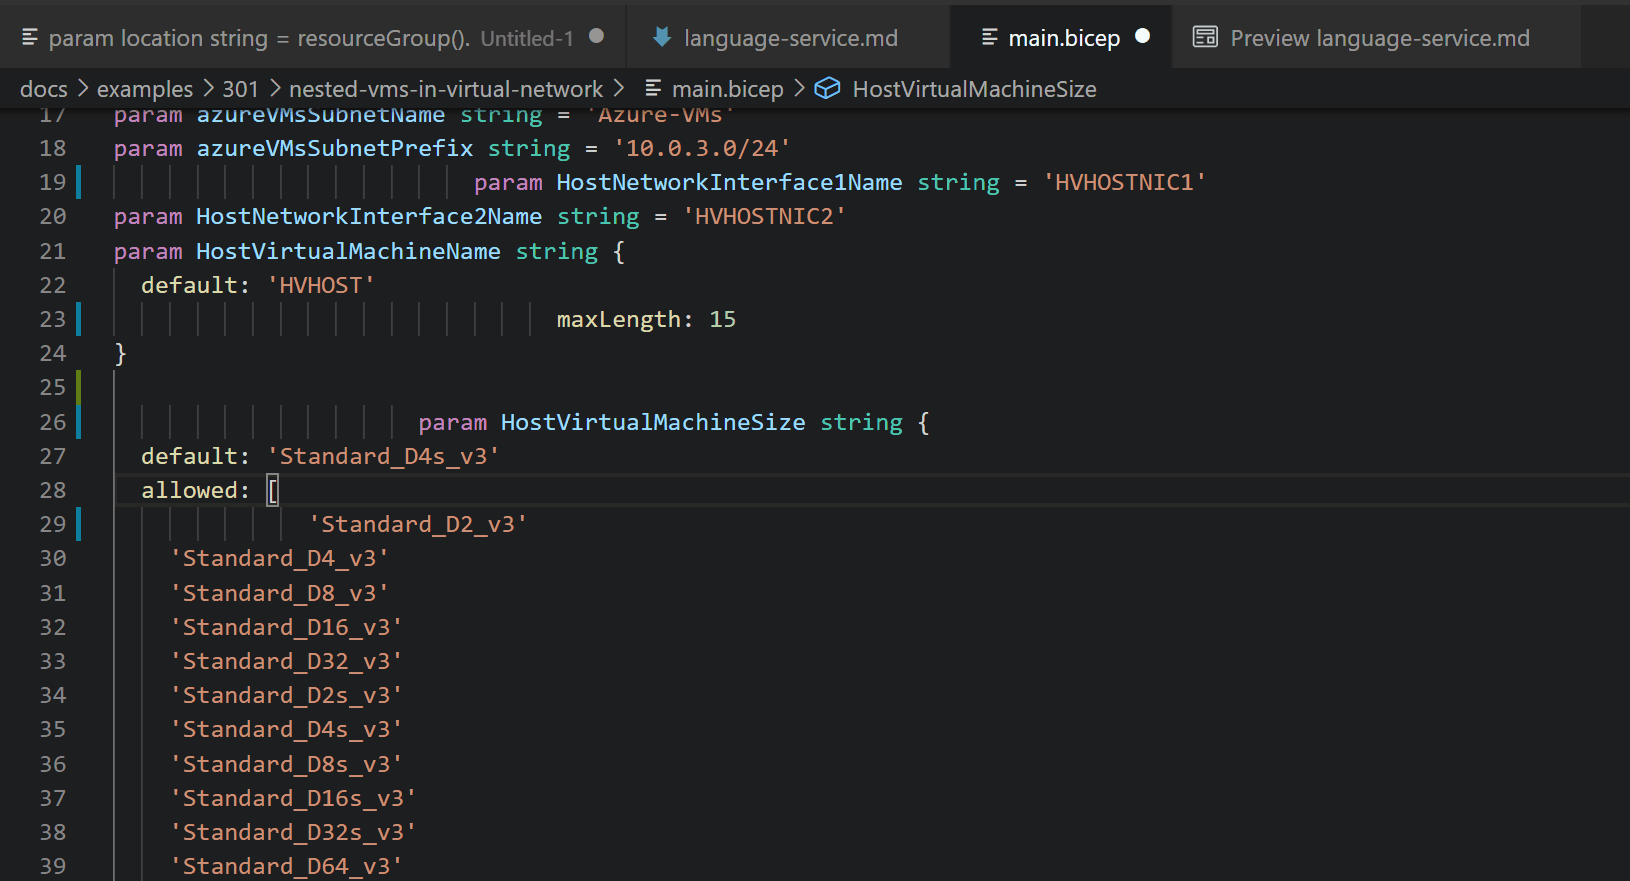 param location string = resourceGroup(). Untitled-1 language-service.md main.bicep Preview language-service.md
docs > examples > 301 > nested-vms-in-virtual-network > main.bicep > HostVirtualMachineSize
17 param azureVMsSubnetName string = 'Azure-VMs'
18 param azureVMsSubnetPrefix string = '10.0.3.0/24'
19 param HostNetworkInterface1Name string = 'HVHOSTNIC1'
20 param HostNetworkInterface2Name string = 'HVHOSTNIC2'
21 param HostVirtualMachineName string {
22 default: 'HVHOST'
23 maxLength: 15
24 }
25
26 param HostVirtualMachineSize string {
27 default: 'Standard_D4s_v3'
28 allowed: [
29 'Standard_D2_v3'
30 'Standard_D4_v3'
31 'Standard_D8_v3'
32 'Standard_D16_v3'
33 'Standard_D32_v3'
34 'Standard_D2s_v3'
35 'Standard_D4s_v3'
36 'Standard_D8s_v3'
37 'Standard_D16s_v3'
38 'Standard_D32s_v3'
39 'Standard_D64_v3'